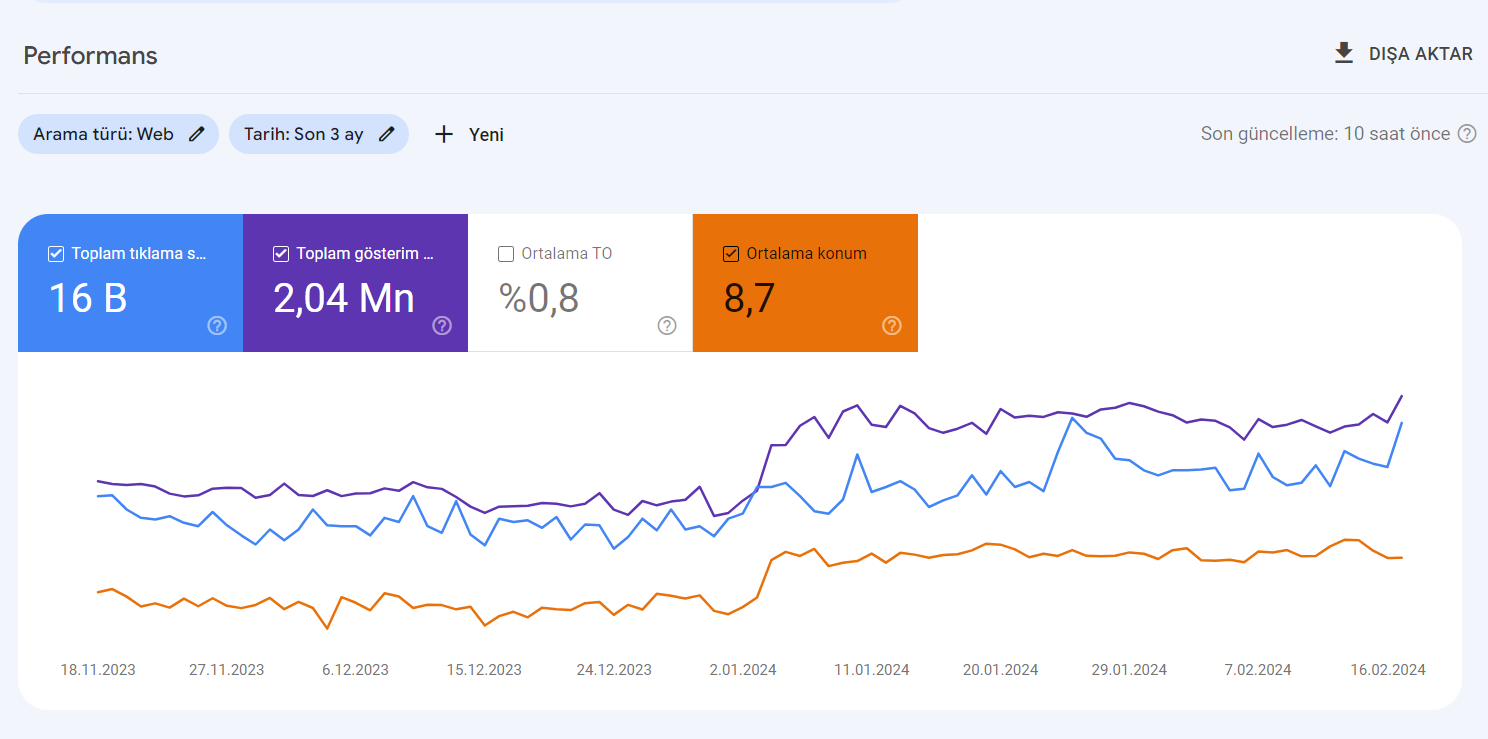 Performans
DIŞA AKTAR
Arama türü: Web
Tarih: Son 3 ay
Yeni
Son güncelleme: 10 saat önce
Toplam tıklama s...
Toplam gösterim ...
Ortalama TO
Ortalama konum
16 B
2,04 Mn
%0,8
8,7
18.11.2023 27.11.2023 6.12.2023 15.12.2023 24.12.2023 2.01.2024 11.01.2024 20.01.2024 29.01.2024 7.02.2024 16.02.2024